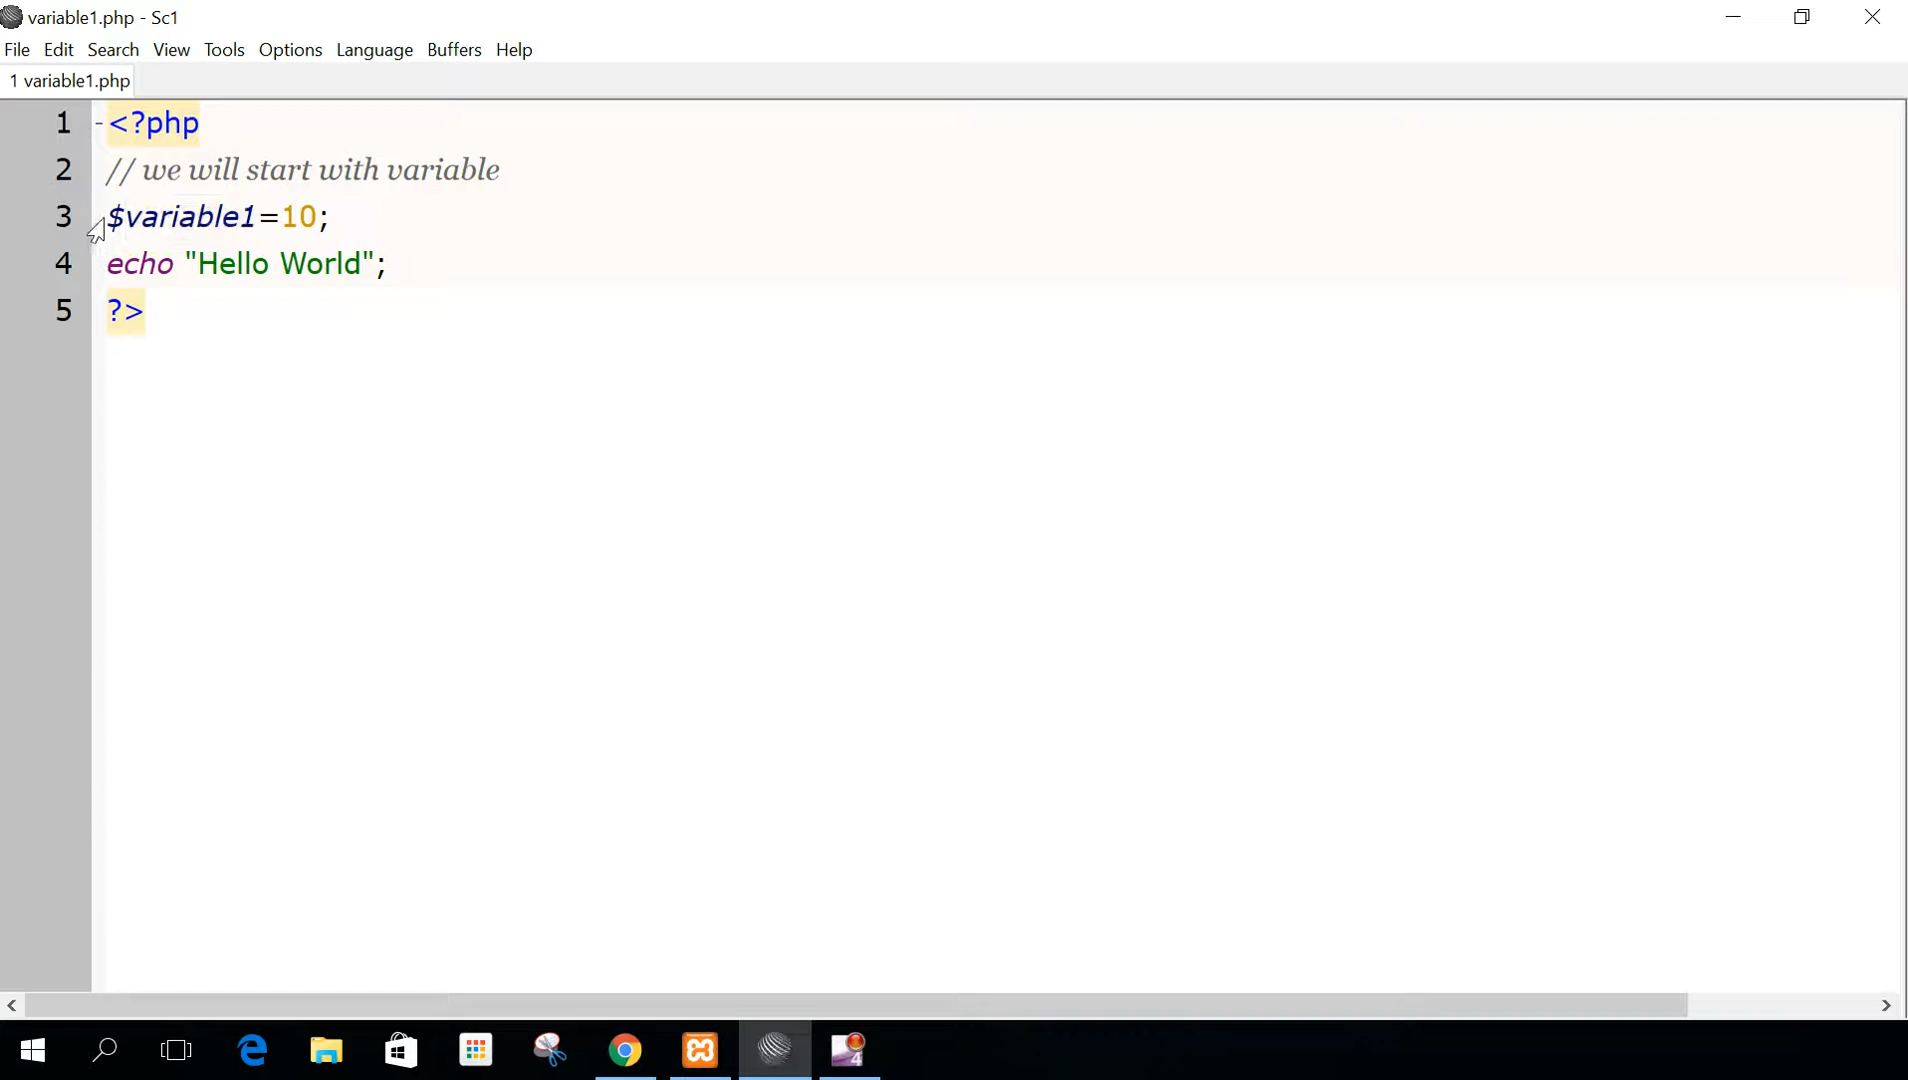 variable1.php - Sc1
File Edit Search View Tools Options Language Buffers Help
1 variable1.php
1 <?php
2 // we will start with variable
3 $variable1=10;
4 echo "Hello World";
5 ?>
4